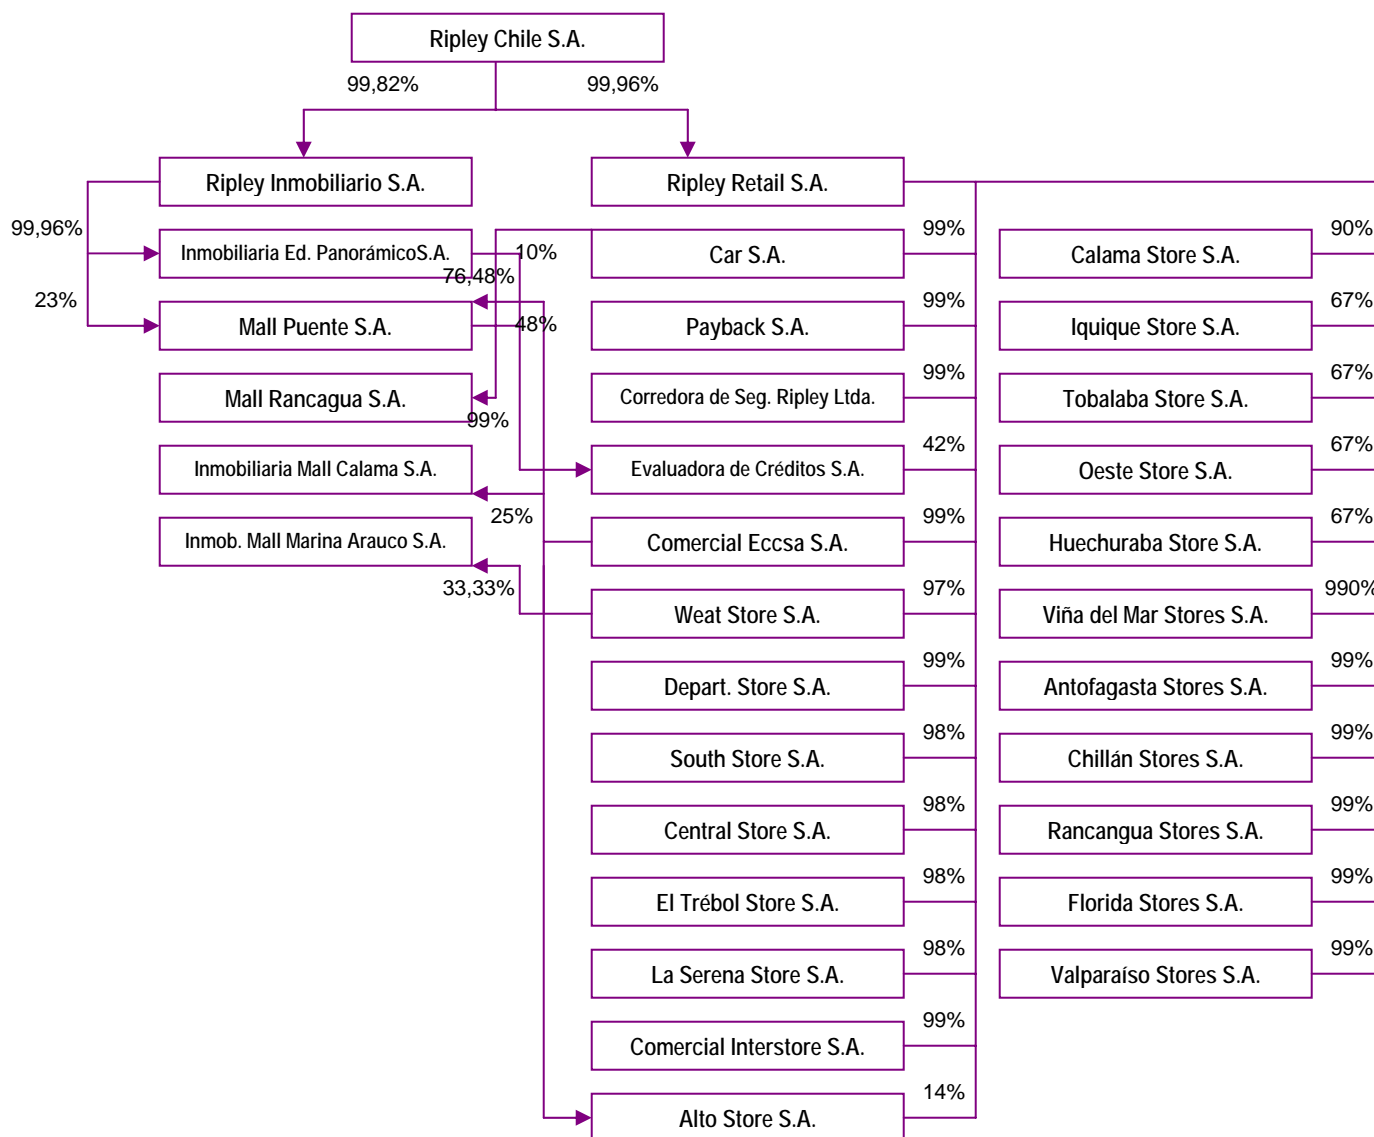 Ripley Chile S.A.
99,82%
99,96%
Ripley Inmobiliario S.A.
Ripley Retail S.A.
99,96%
Inmobiliaria Ed. PanorámicoS.A.
10%
Car S.A.
99%
Calama Store S.A.
90%
76,48%
23%
Mall Puente S.A.
48%
Payback S.A.
99%
Iquique Store S.A.
67%
Mall Rancagua S.A.
99%
Corredora de Seg. Ripley Ltda.
99%
Tobalaba Store S.A.
67%
Inmobiliaria Mall Calama S.A.
25%
Evaluadora de Créditos S.A.
42%
Oeste Store S.A.
67%
Inmob. Mall Marina Arauco S.A.
33,33%
Comercial Eccsa S.A.
99%
Huechuraba Store S.A.
67%
Weat Store S.A.
97%
Viña del Mar Stores S.A.
990%
Depart. Store S.A.
99%
Antofagasta Stores S.A.
99%
South Store S.A.
98%
Chillán Stores S.A.
99%
Central Store S.A.
98%
Rancangua Stores S.A.
99%
El Trébol Store S.A.
98%
Florida Stores S.A.
99%
La Serena Store S.A.
98%
Valparaíso Stores S.A.
99%
Comercial Interstore S.A.
99%
Alto Store S.A.
14%